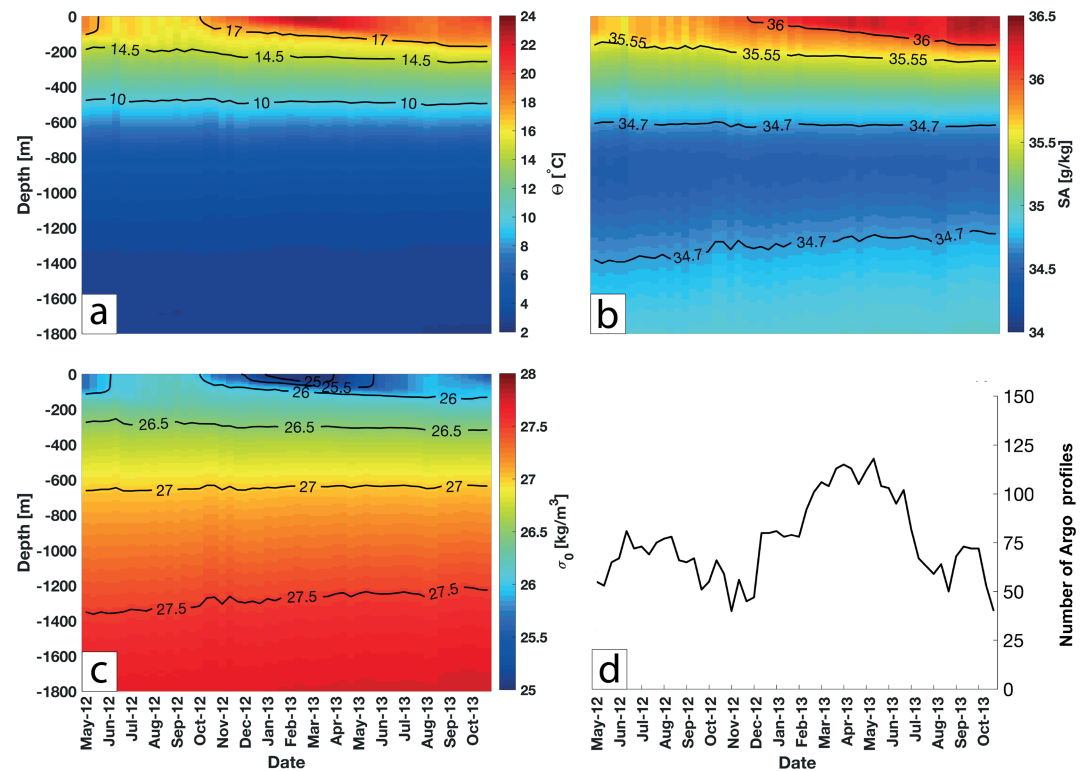 0
-200
-400
-600
-800
-1000
-1200
-1400
-1600
-1800
Depth [m]
17
17
14.5
14.5
14.5
10
10
10
a
24
22
20
18
16
14
12
10
8
6
4
2
Θ [°C]
36
36
35.55
35.55
35.55
34.7
34.7
34.7
34.7
34.7
34.7
b
36.5
36
35.5
35
34.5
34
SA [g/kg]
0
-200
-400
-600
-800
-1000
-1200
-1400
-1600
-1800
Depth [m]
25
25.5
26
26
26.5
26.5
26.5
27
27
27
27.5
27.5
27.5
c
28
27.5
27
26.5
26
25.5
25
σ0 [kg/m3]
May-12
Jun-12
Jul-12
Aug-12
Sep-12
Oct-12
Nov-12
Dec-12
Jan-13
Feb-13
Mar-13
Apr-13
May-13
Jun-13
Jul-13
Aug-13
Sep-13
Oct-13
Date
d
150
125
100
75
50
25
0
Number of Argo profiles
May-12
Jun-12
Jul-12
Aug-12
Sep-12
Oct-12
Nov-12
Dec-12
Jan-13
Feb-13
Mar-13
Apr-13
May-13
Jun-13
Jul-13
Aug-13
Sep-13
Oct-13
Date